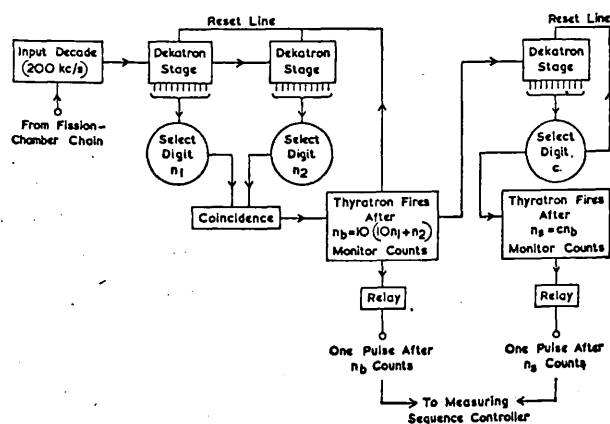 Reset Line
Reset Line
Input Decade
(200 kc/s)
Dekatron
Stage
Dekatron
Stage
Dekatron
Stage
From Fission-
Chamber Chain
Select
Digit
n1
Select
Digit
n2
Select
Digit,
c.
Coincidence
Thyratron Fires
After
nb=10(10n1+n2)
Monitor Counts
Thyratron Fires
After
ns=cnb
Monitor Counts
Relay
Relay
One Pulse After
nb Counts
One Pulse After
ns Counts
To Measuring
Sequence Controller